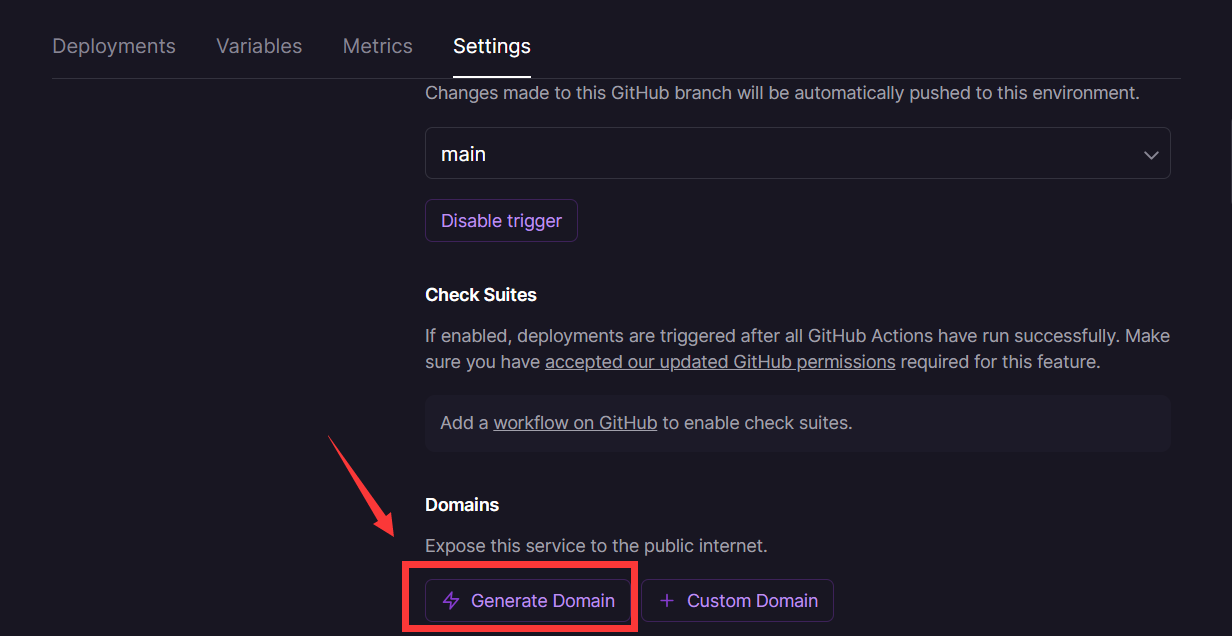 Deployments Variables Metrics Settings
Changes made to this GitHub branch will be automatically pushed to this environment.
main
Disable trigger
Check Suites
If enabled, deployments are triggered after all GitHub Actions have run successfully. Make
sure you have accepted our updated GitHub permissions required for this feature.
Add a workflow on GitHub to enable check suites.
Domains
Expose this service to the public internet.
Generate Domain + Custom Domain